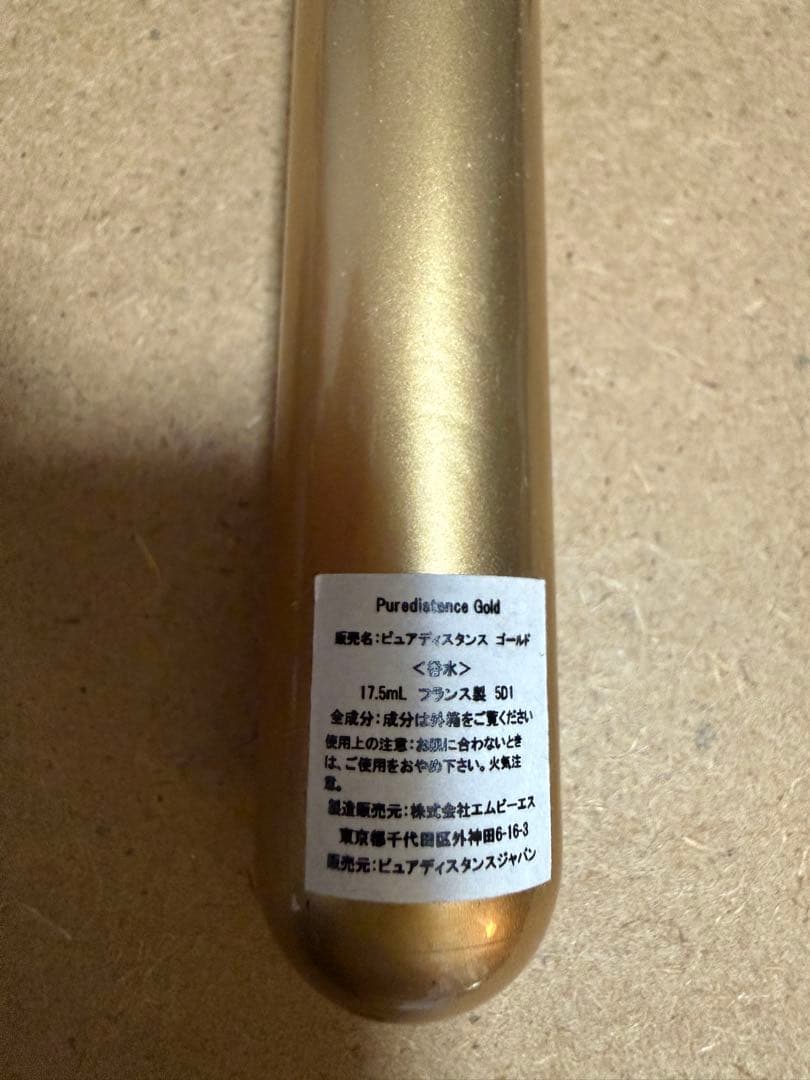 Puredistance Gold
販売名:ピュアディスタンス ゴールド
<香水>
17.5mL フランス製 5D1
全成分:成分は外箱をご覧ください
使用上の注意:お肌に合わないとき
は、ご使用をおやめ下さい。火気注
意。
製造販売元:株式会社エムピーエス
東京都千代田区外神田6-16-3
販売元:ピュアディスタンスジャパン